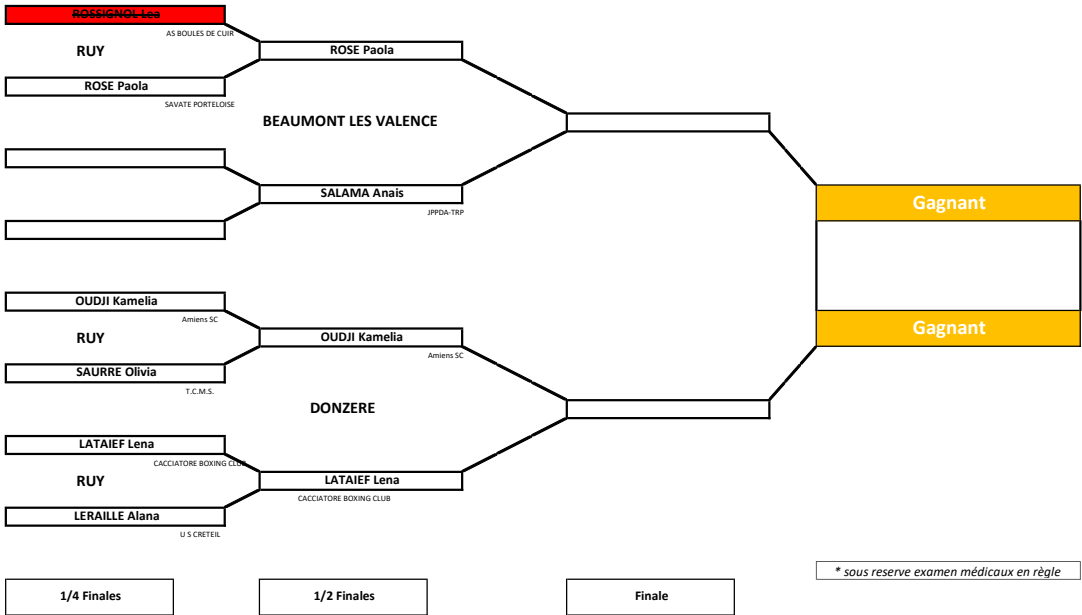 ROSSIGNOL Lea
AS BOULES DE CUIR
RUY
ROSE Paola
ROSE Paola
SAVATE PORTELOISE
BEAUMONT LES VALENCE
SALAMA Anais
JPPDA-TRP
Gagnant
OUDJI Kamelia
Amiens SC
RUY
OUDJI Kamelia
Gagnant
Amiens SC
SAURRE Olivia
T.C.M.S.
DONZERE
LATAIEF Lena
CACCIATORE BOXING CLUB
RUY
LATAIEF Lena
CACCIATORE BOXING CLUB
LERAILLE Alana
U S CRETEIL
* sous reserve examen médicaux en règle
1/4 Finales
1/2 Finales
Finale